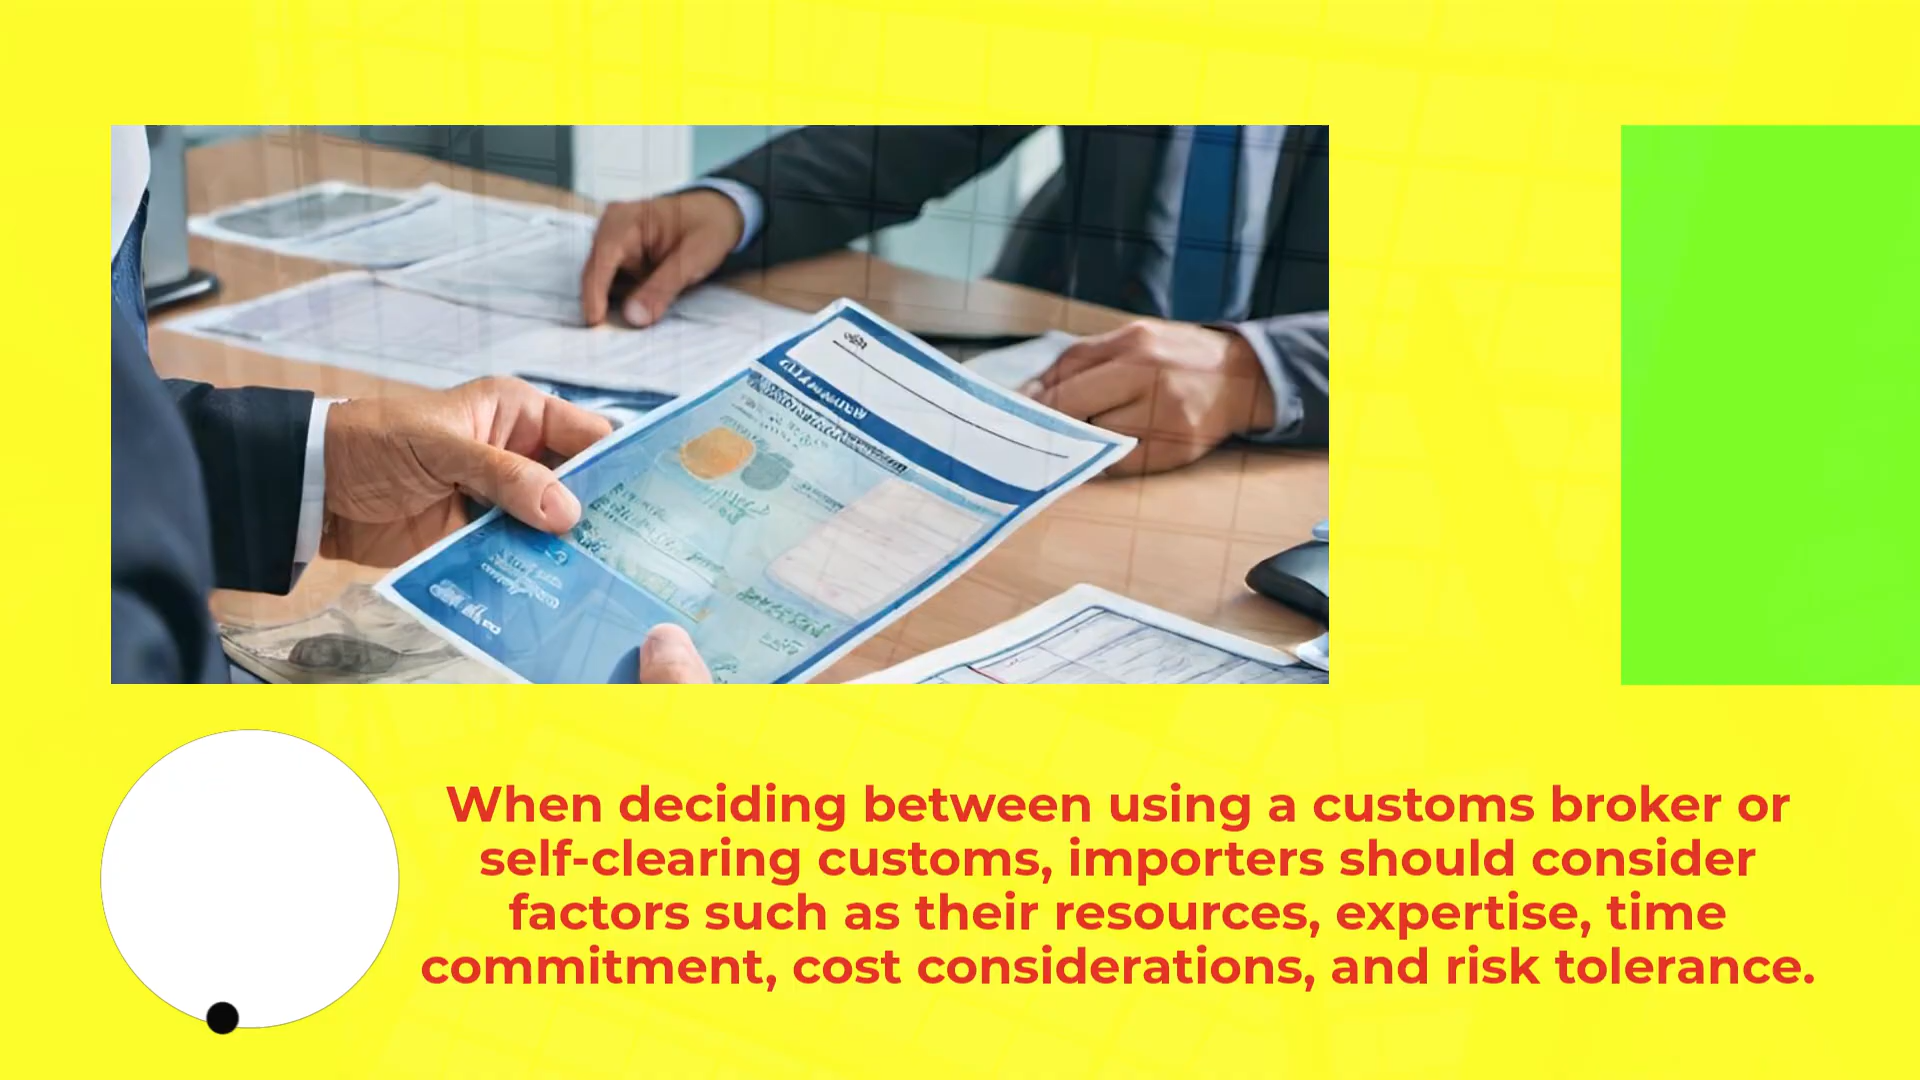 When deciding between using a customs broker or
self-clearing customs, importers should consider
factors such as their resources, expertise, time
commitment, cost considerations, and risk tolerance.